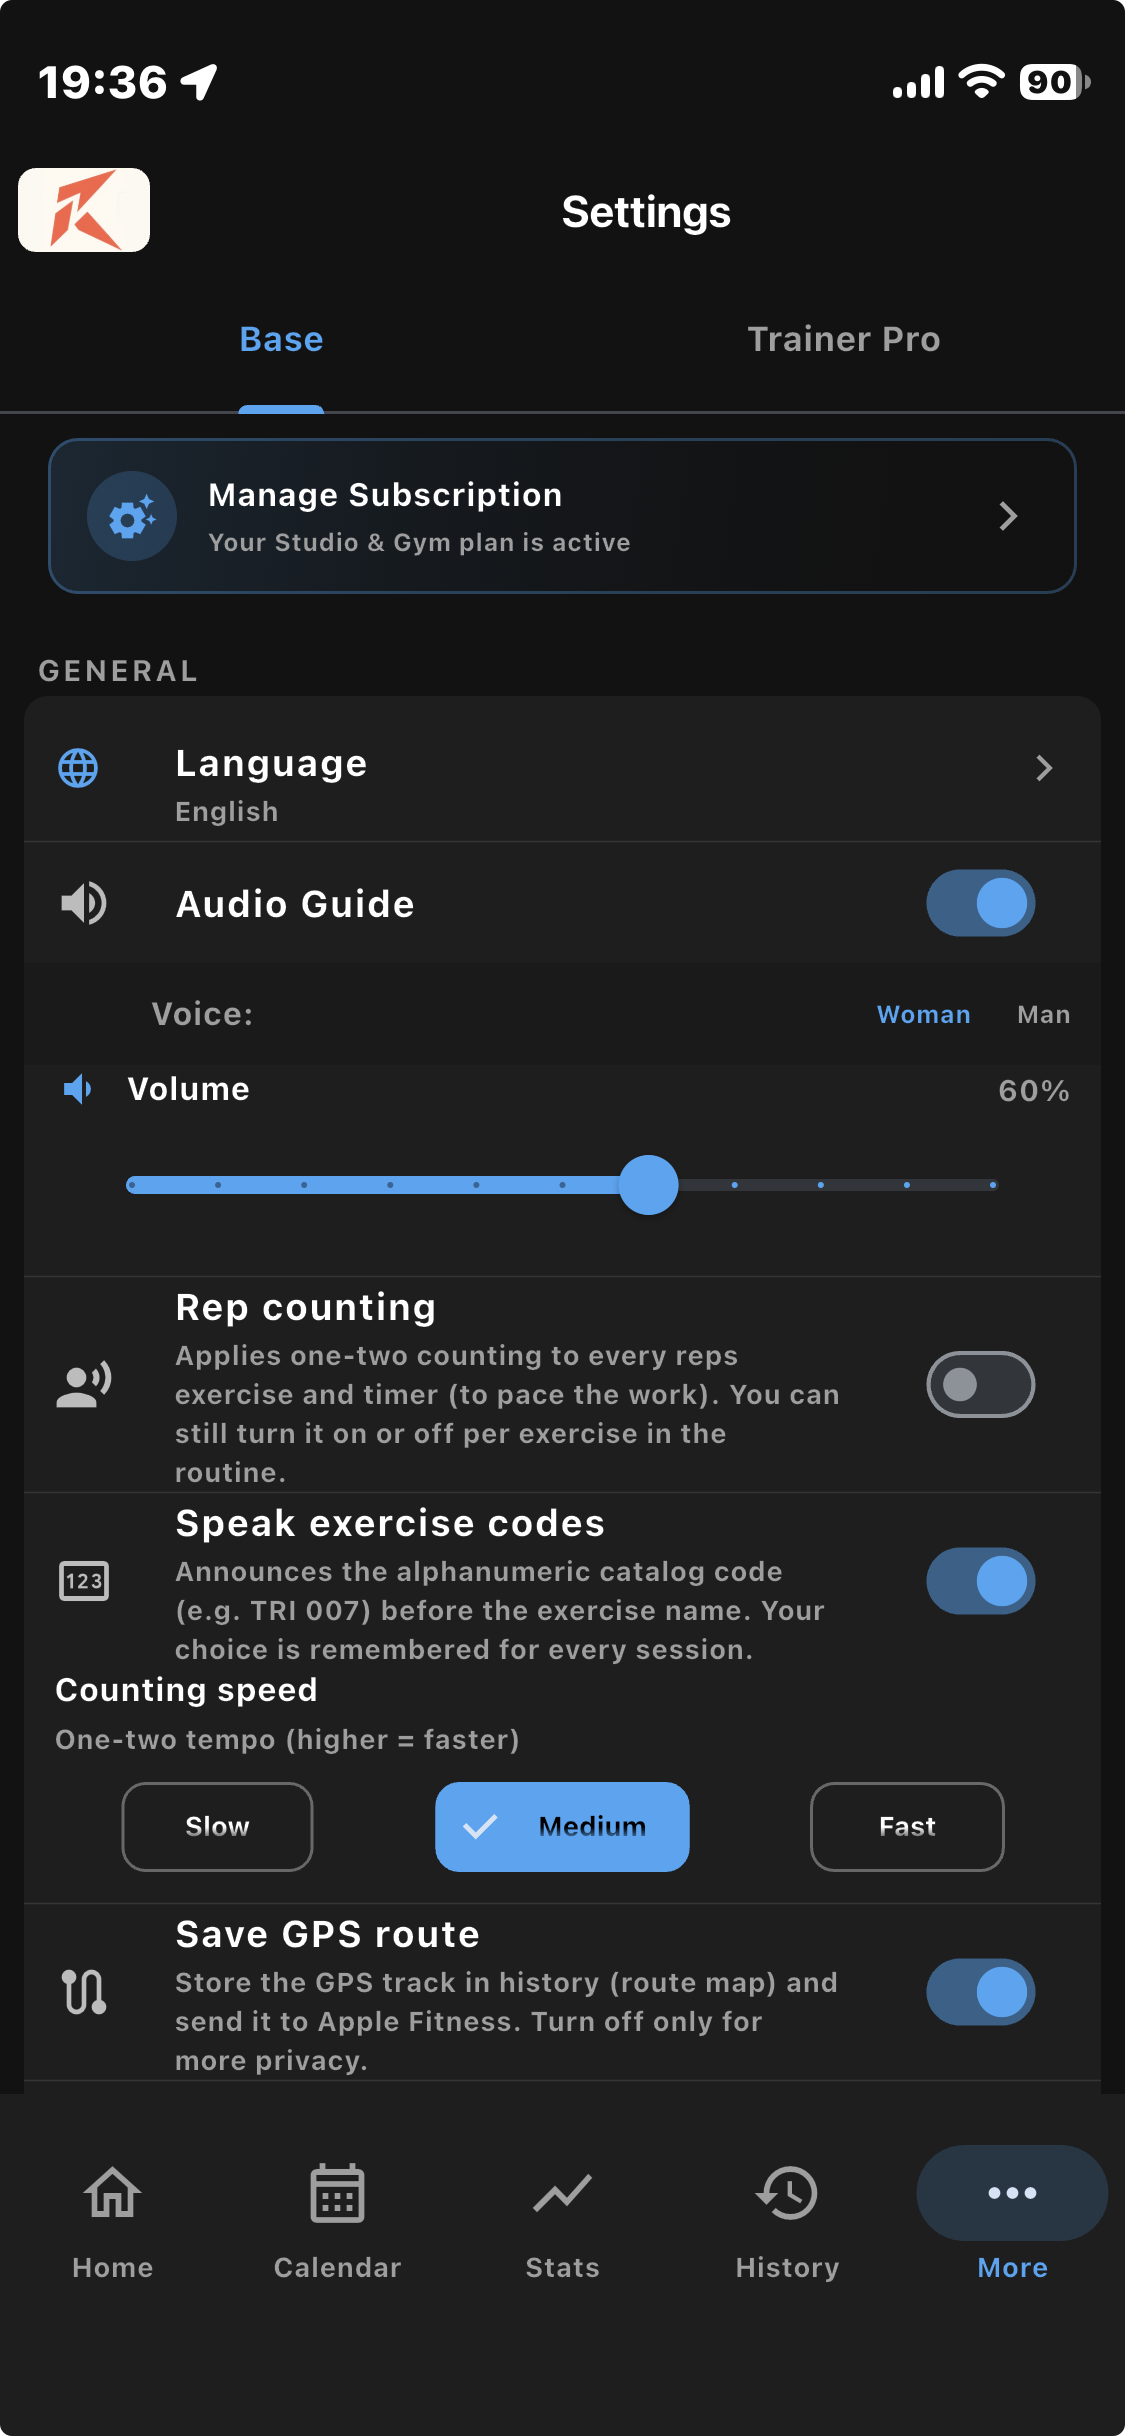 19:36
90
Settings
Base
Trainer Pro
Manage Subscription
Your Studio & Gym plan is active
GENERAL
Language
English
Audio Guide
Voice:
Woman
Man
Volume
60%
Rep counting
Applies one-two counting to every reps
exercise and timer (to pace the work). You can
still turn it on or off per exercise in the
routine.
Speak exercise codes
123
Announces the alphanumeric catalog code
(e.g. TRI 007) before the exercise name. Your
choice is remembered for every session.
Counting speed
One-two tempo (higher = faster)
Slow
Medium
Fast
Save GPS route
Store the GPS track in history (route map) and
send it to Apple Fitness. Turn off only for
more privacy.
Home
Calendar
Stats
History
More